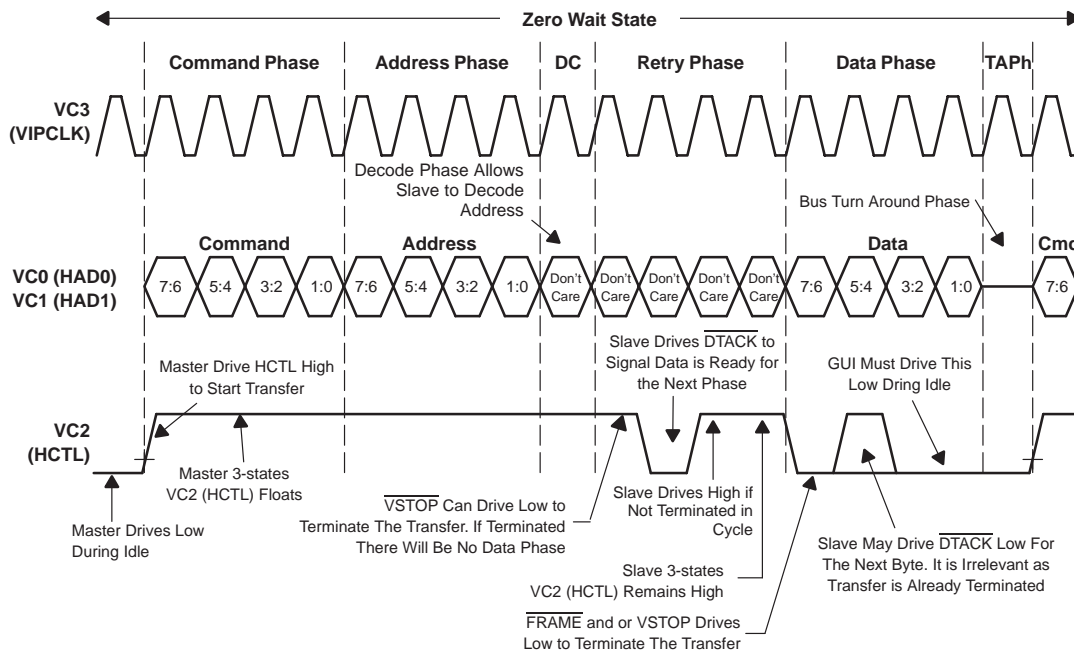 Zero Wait State
Command Phase
Address Phase
DC
Retry Phase
Data Phase
TAPh
VC3
(VIPCLK)
Decode Phase Allows
Slave to Decode
Address
Bus Turn Around Phase
Command
Address
Data
Cmd
VC0 (HAD0)
VC1 (HAD1)
7:6 5:4 3:2 1:0 7:6 5:4 3:2 1:0 Don't Don't Don't Don't Don't 7:6 5:4 3:2 1:0 7:6
Care Care Care Care Care
Master Drive HCTL High
to Start Transfer
Slave Drives DTACK to
Signal Data is Ready for
the Next Phase
GUI Must Drive This
Low Dring Idle
VC2
(HCTL)
Master 3-states
VC2 (HCTL) Floats
Master Drives Low
During Idle
VSTOP Can Drive Low to
Terminate The Transfer. If Terminated
There Will Be No Data Phase
Slave Drives High if
Not Terminated in
Cycle
Slave May Drive DTACK Low For
The Next Byte. It is Irrelevant as
Transfer is Already Terminated
Slave 3-states
VC2 (HCTL) Remains High
FRAME and or VSTOP Drives
Low to Terminate The Transfer